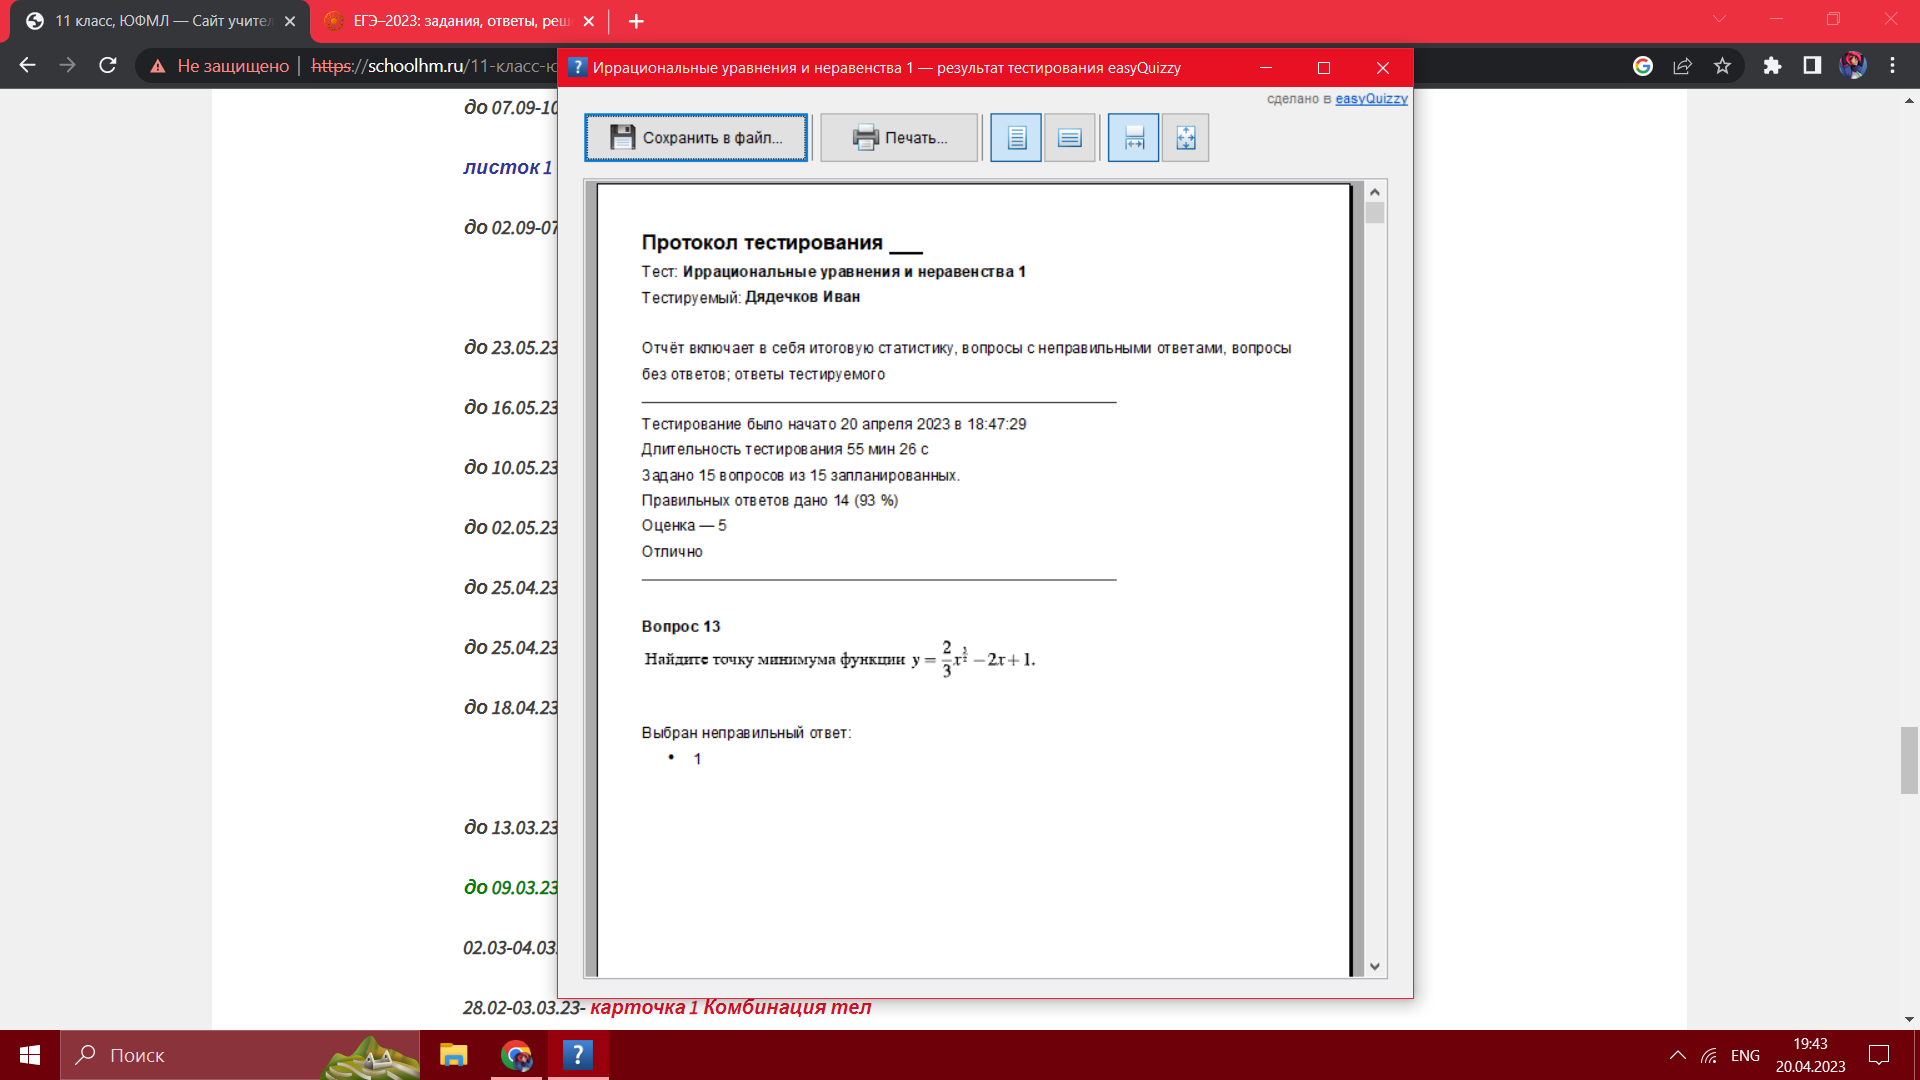 11 класс, ЮФМЛ — Сайт учител
ЕГЭ–2023: задания, ответы, реш
Не защищено | https://schoolhm.ru/11-класс-ю
Иррациональные уравнения и неравенства 1 — результат тестирования easyQuizzy
сделано в easyQuizzy
Сохранить в файл...
Печать...
до 07.09-10
листок 1
до 02.09-07
до 23.05.23
до 16.05.23
до 10.05.23
до 02.05.23
до 25.04.23
до 25.04.23
до 18.04.23
до 13.03.23
до 09.03.23
02.03-04.03.
28.02-03.03.23- карточка 1 Комбинация тел
Протокол тестирования ___
Тест: Иррациональные уравнения и неравенства 1
Тестируемый: Дядечков Иван
Отчёт включает в себя итоговую статистику, вопросы с неправильными ответами, вопросы
без ответов; ответы тестируемого
Тестирование было начато 20 апреля 2023 в 18:47:29
Длительность тестирования 55 мин 26 с
Задано 15 вопросов из 15 запланированных.
Правильных ответов дано 14 (93 %)
Оценка — 5
Отлично
Вопрос 13
Найдите точку минимума функции y = 2/3 x^(3/2) − 2x + 1.
Выбран неправильный ответ:
• 1
Поиск
ENG
19:43
20.04.2023